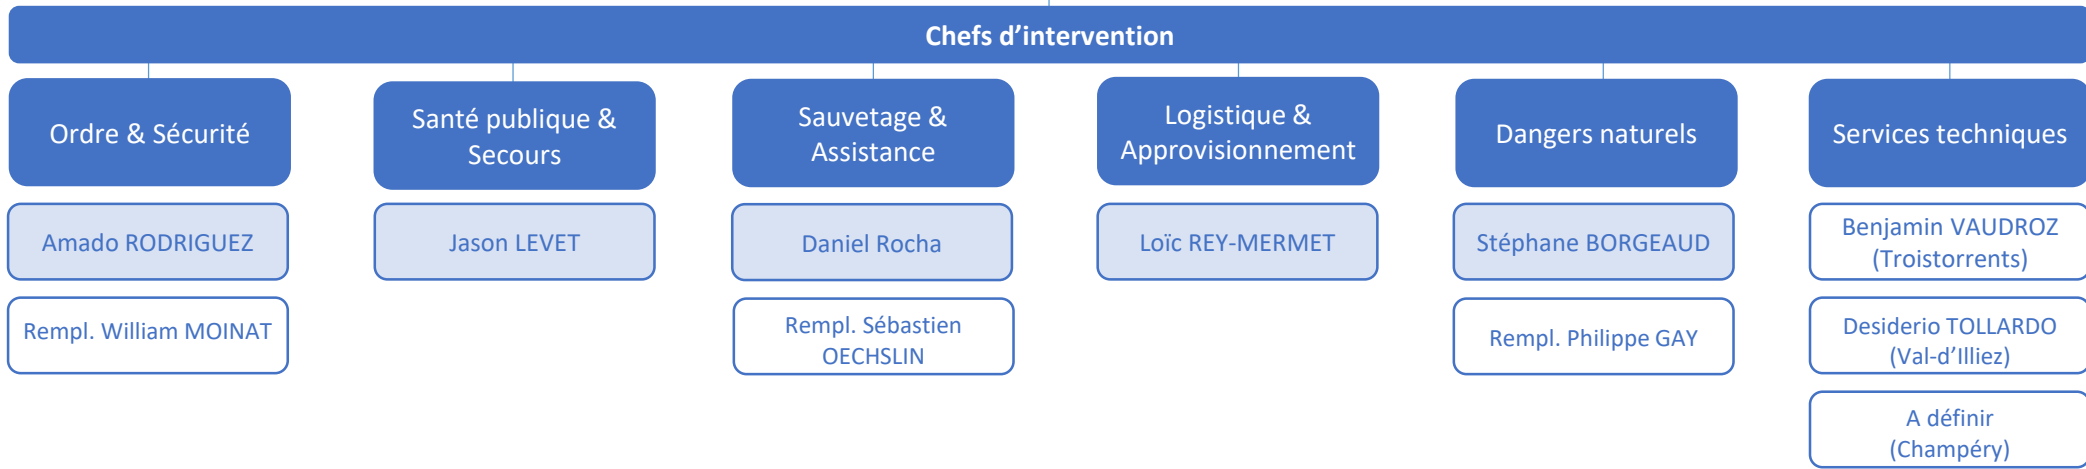 Chefs d’intervention
Ordre & Sécurité
Amado RODRIGUEZ
Rempl. William MOINAT
Santé publique &
Secours
Jason LEVET
Sauvetage &
Assistance
Daniel Rocha
Rempl. Sébastien
OECHSLIN
Logistique &
Approvisionnement
Loïc REY-MERMET
Dangers naturels
Stéphane BORGEAUD
Rempl. Philippe GAY
Services techniques
Benjamin VAUDROZ
(Troistorrents)
Desiderio TOLLARDO
(Val-d’Illiez)
A définir
(Champéry)